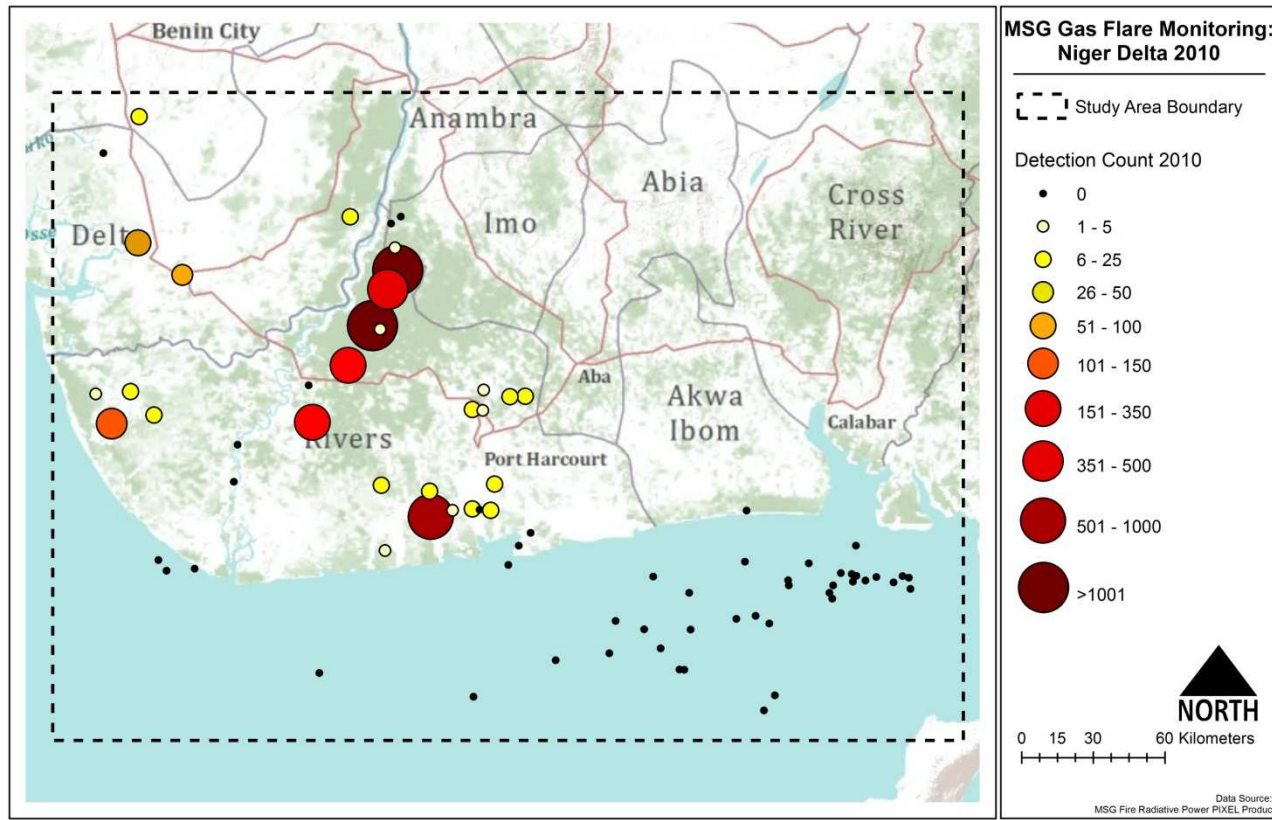 Benin City
Anambra
Abia
Cross
River
Imo
Delt
Aba
Akwa
Ibom
Calabar
Rivers
Port Harcourt
MSG Gas Flare Monitoring:
Niger Delta 2010
Study Area Boundary
Detection Count 2010
0
1 - 5
6 - 25
26 - 50
51 - 100
101 - 150
151 - 350
351 - 500
501 - 1000
>1001
NORTH
0 15 30 60 Kilometers
Data Source:
MSG Fire Radiative Power PIXEL Produc